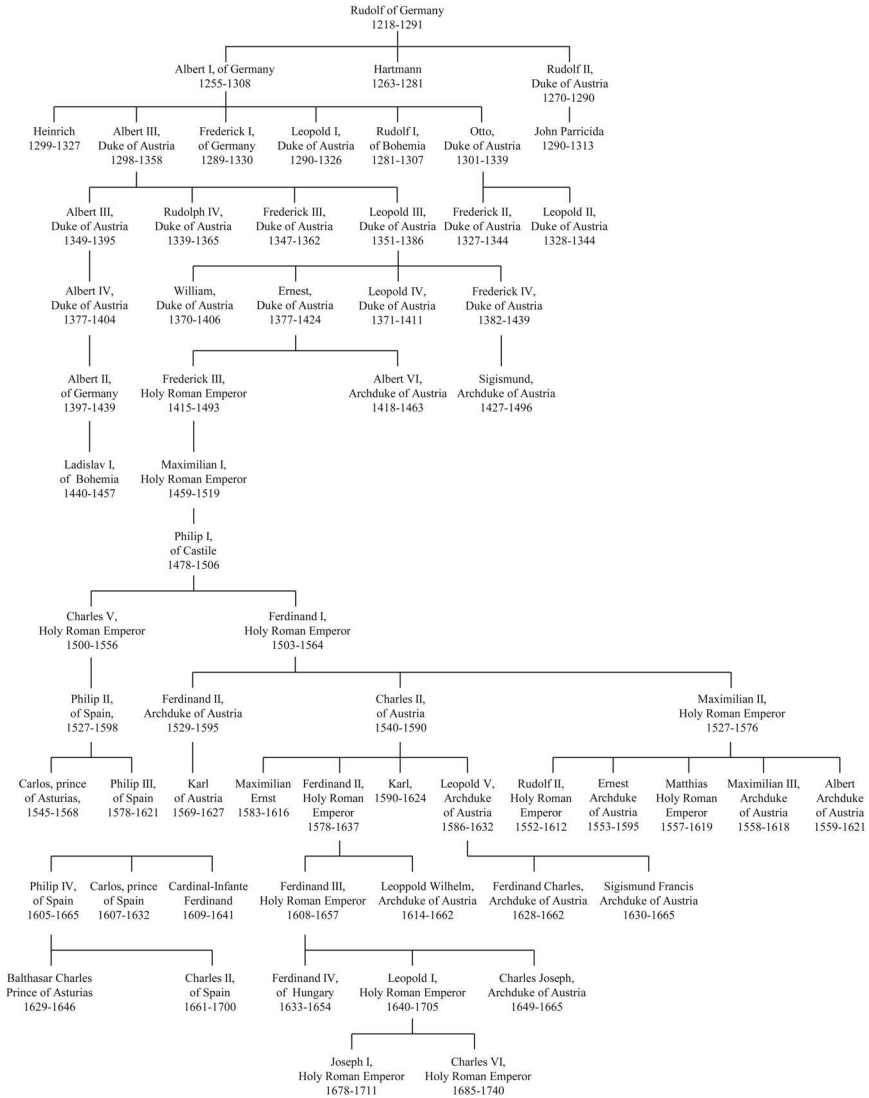 Rudolf of Germany
1218-1291
Albert I, of Germany
1255-1308
Hartmann
1263-1281
Rudolf II,
Duke of Austria
1270-1290
Heinrich
1299-1327
Albert III,
Duke of Austria
1298-1358
Frederick I,
of Germany
1289-1330
Leopold I,
Duke of Austria
1290-1326
Rudolf I,
of Bohemia
1281-1307
Otto,
Duke of Austria
1301-1339
John Parricida
1290-1313
Albert III,
Duke of Austria
1349-1395
Rudolph IV,
Duke of Austria
1339-1365
Frederick III,
Duke of Austria
1347-1362
Leopold III,
Duke of Austria
1351-1386
Frederick II,
Duke of Austria
1327-1344
Leopold II,
Duke of Austria
1328-1344
Albert IV,
Duke of Austria
1377-1404
William,
Duke of Austria
1370-1406
Ernest,
Duke of Austria
1377-1424
Leopold IV,
Duke of Austria
1371-1411
Frederick IV,
Duke of Austria
1382-1439
Albert II,
of Germany
1397-1439
Frederick III,
Holy Roman Emperor
1415-1493
Albert VI,
Archduke of Austria
1418-1463
Sigismund,
Archduke of Austria
1427-1496
Ladislav I,
of Bohemia
1440-1457
Maximilian I,
Holy Roman Emperor
1459-1519
Philip I,
of Castile
1478-1506
Charles V,
Holy Roman Emperor
1500-1556
Ferdinand I,
Holy Roman Emperor
1503-1564
Philip II,
of Spain,
1527-1598
Ferdinand II,
Archduke of Austria
1529-1595
Charles II,
of Austria
1540-1590
Maximilian II,
Holy Roman Emperor
1527-1576
Carlos, prince
of Asturias,
1545-1568
Philip III,
of Spain
1578-1621
Karl
of Austria
1569-1627
Maximilian
Ernst
1583-1616
Ferdinand II,
Holy Roman
Emperor
1578-1637
Karl,
1590-1624
Leopold V,
Archduke
of Austria
1586-1632
Rudolf II,
Holy Roman
Emperor
1552-1612
Ernest
Archduke
of Austria
1553-1595
Matthias
Holy Roman
Emperor
1557-1619
Maximilian III,
Archduke
of Austria
1558-1618
Albert
Archduke
of Austria
1559-1621
Philip IV,
of Spain
1605-1665
Carlos, prince
of Spain
1607-1632
Cardinal-Infante
Ferdinand
1609-1641
Ferdinand III,
Holy Roman Emperor
1608-1657
Leoppold Wilhelm,
Archduke of Austria
1614-1662
Ferdinand Charles,
Archduke of Austria
1628-1662
Sigismund Francis
Archduke of Austria
1630-1665
Balthasar Charles
Prince of Asturias
1629-1646
Charles II,
of Spain
1661-1700
Ferdinand IV,
of Hungary
1633-1654
Leopold I,
Holy Roman Emperor
1640-1705
Charles Joseph,
Archduke of Austria
1649-1665
Joseph I,
Holy Roman Emperor
1678-1711
Charles VI,
Holy Roman Emperor
1685-1740